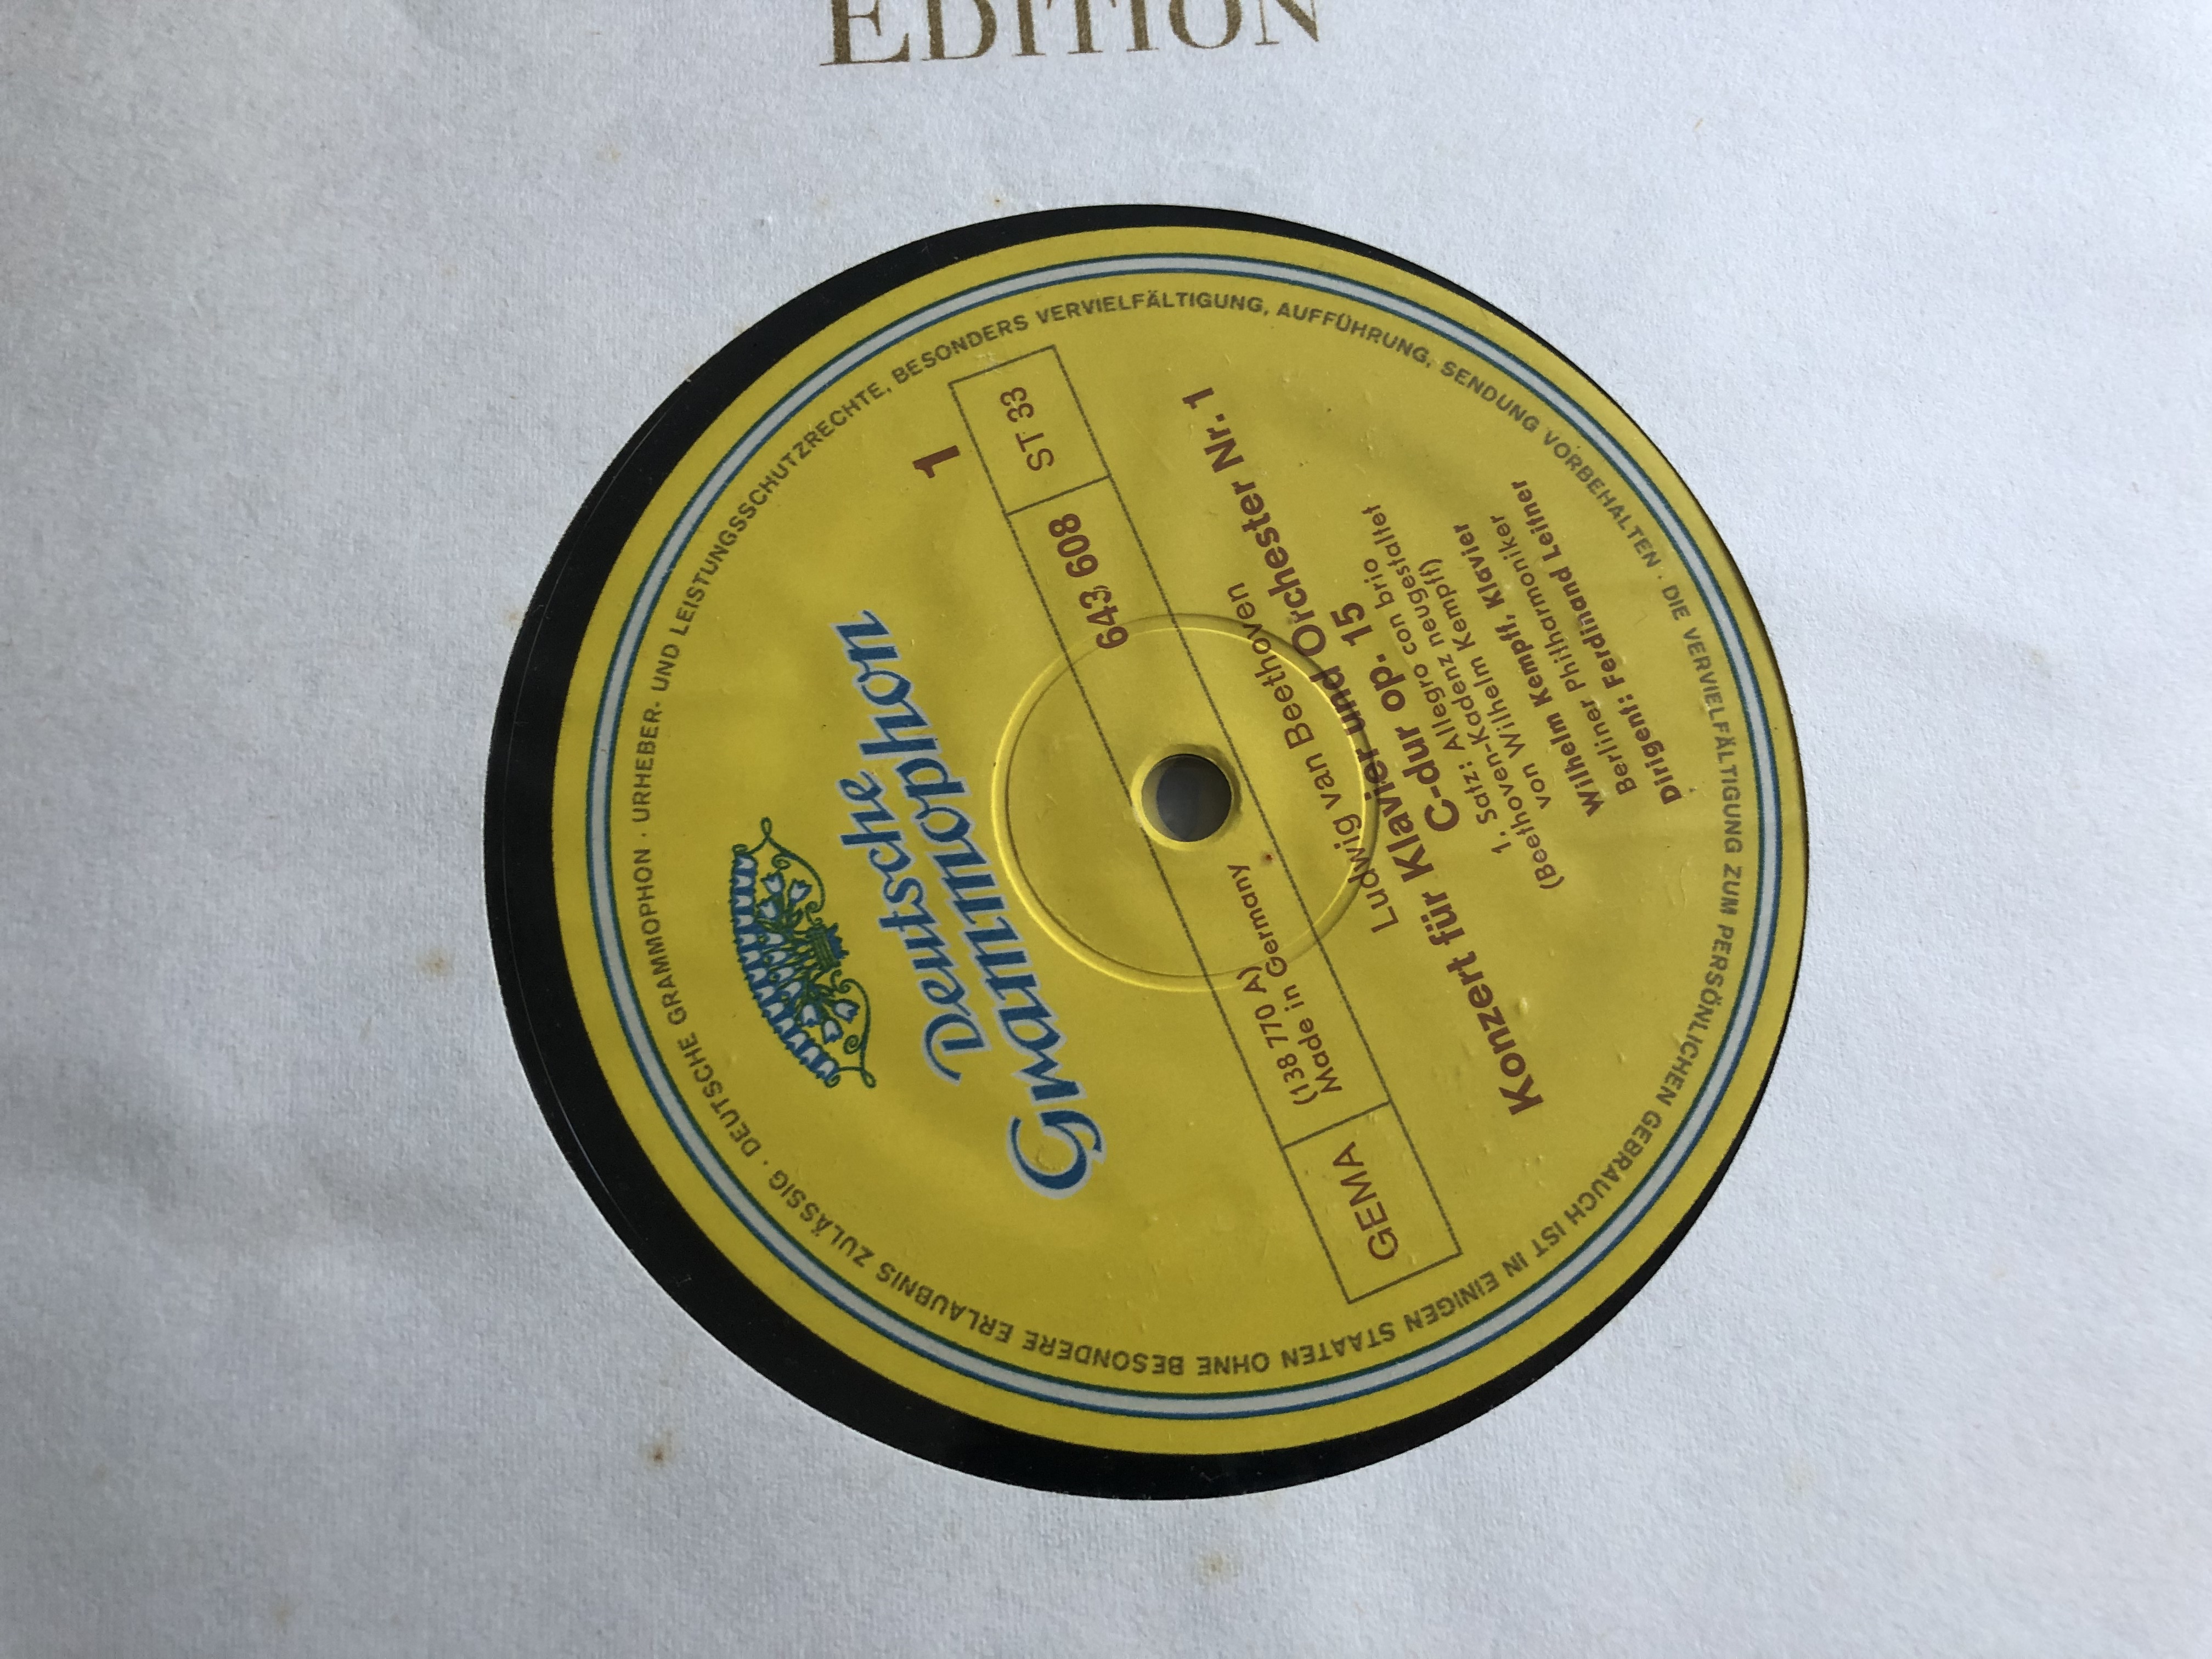 EDITION
Deutsche
Grammophon
1
ST 33
643 608
(138 770 A)
Made in Germany
GEMA
Ludwig van Beethoven
Konzert für Klavier und Orchester Nr. 1
C-dur op. 15
1. Satz: Allegro con brio
(Beethoven-Kadenz neugestaltet
von Wilhelm Kempff)
Wilhelm Kempff, Klavier
Berliner Philharmoniker
Dirigent: Ferdinand Leitner
DEUTSCHE GRAMMOPHON · URHEBER- UND LEISTUNGSSCHUTZRECHTE, BESONDERS VERVIELFÄLTIGUNG, AUFFÜHRUNG, SENDUNG VORBEHALTEN · DIE VERVIELFÄLTIGUNG ZUM PERSÖNLICHEN GEBRAUCH IST IN EINIGEN STAATEN OHNE BESONDERE ERLAUBNIS ZULÄSSIG ·